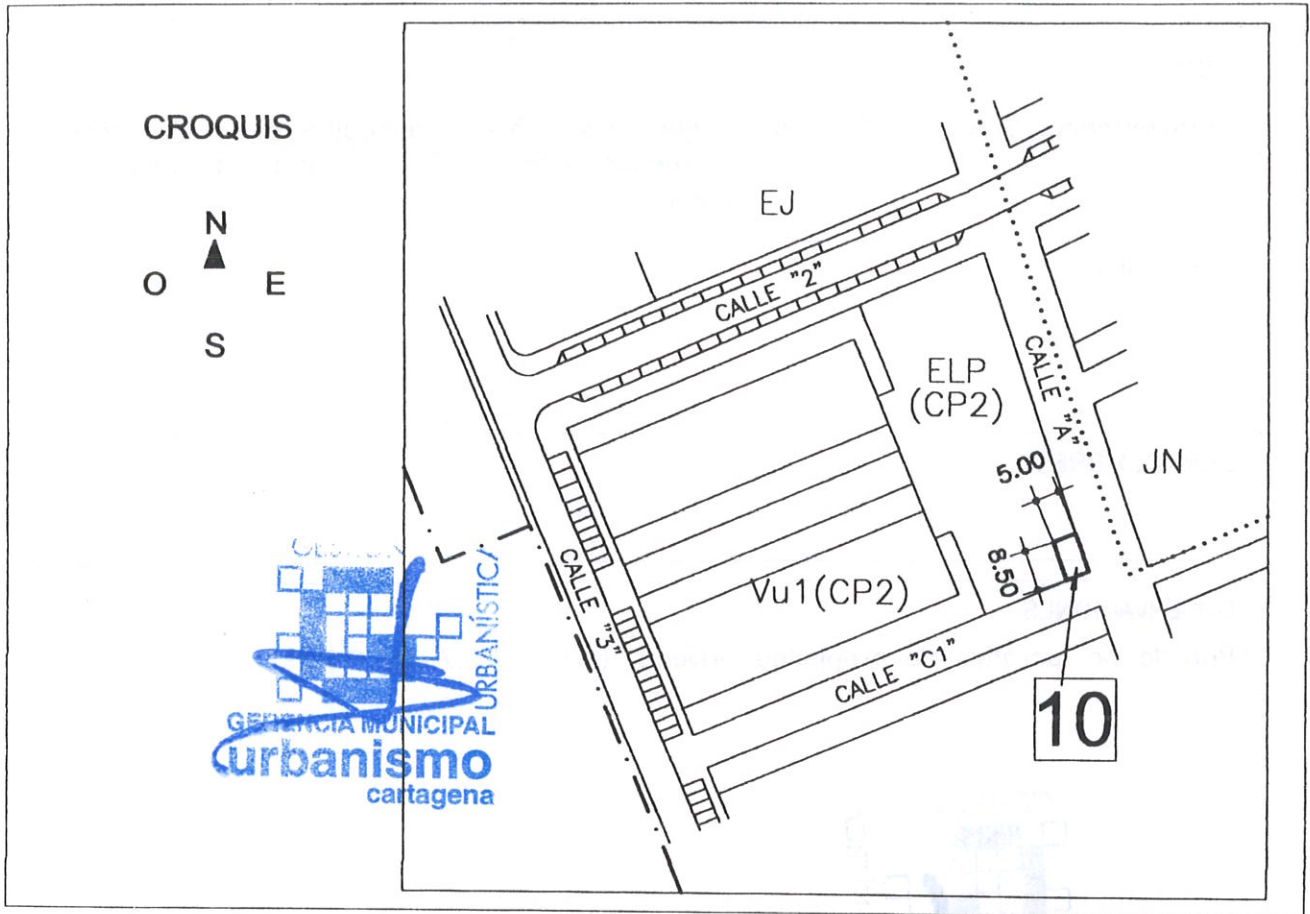 CROQUIS
N
O E
S
EJ
CALLE "2"
ELP
(CP2)
CALLE "A"
JN
5.00
8.50
CALLE "3"
Vu1(CP2)
CALLE "C1"
10
URBANÍSTICA
GERENCIA MUNICIPAL
urbanismo
cartagena